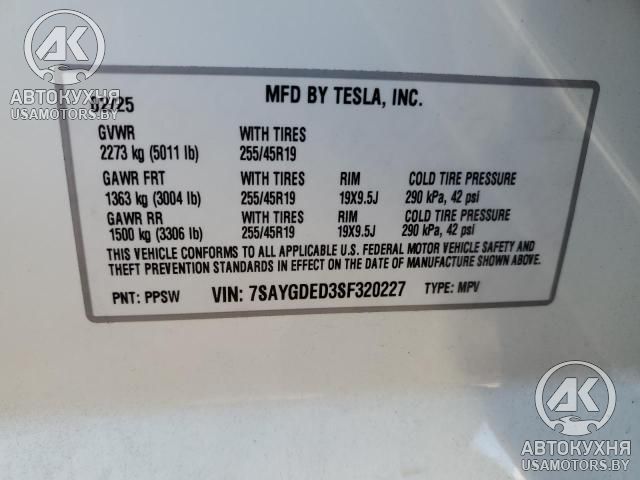 AK
АВТОКУХНЯ
USAMOTORS.BY
02/25
MFD BY TESLA, INC.
GVWR WITH TIRES
2273 kg (5011 lb) 255/45R19
GAWR FRT WITH TIRES RIM COLD TIRE PRESSURE
1363 kg (3004 lb) 255/45R19 19X9.5J 290 kPa, 42 psi
GAWR RR WITH TIRES RIM COLD TIRE PRESSURE
1500 kg (3306 lb) 255/45R19 19X9.5J 290 kPa, 42 psi
THIS VEHICLE CONFORMS TO ALL APPLICABLE U.S. FEDERAL MOTOR VEHICLE SAFETY AND
THEFT PREVENTION STANDARDS IN EFFECT ON THE DATE OF MANUFACTURE SHOWN ABOVE.
PNT: PPSW VIN: 7SAYGDED3SF320227 TYPE: MPV
AK
АВТОКУХНЯ
USAMOTORS.BY